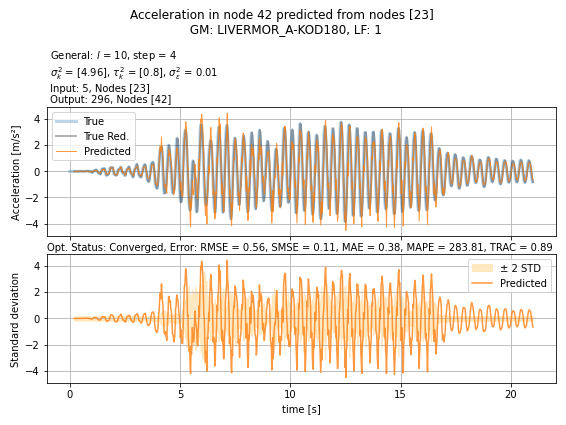 Acceleration in node 42 predicted from nodes [23]
GM: LIVERMOR_A-KOD180, LF: 1
General: l = 10, step = 4
σ²ₖ = [4.96], τ²ₖ = [0.8], σ²ε = 0.01
Input: 5, Nodes [23]
Output: 296, Nodes [42]
Acceleration [m/s²]
4
2
0
−2
−4
True
True Red.
Predicted
Opt. Status: Converged, Error: RMSE = 0.56, SMSE = 0.11, MAE = 0.38, MAPE = 283.81, TRAC = 0.89
Standard deviation
4
2
0
−2
−4
± 2 STD
Predicted
0
5
10
15
20
time [s]